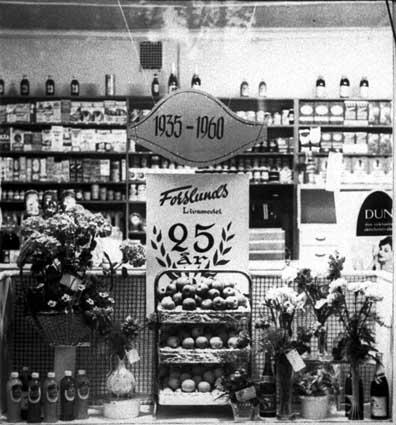 1935-1960
Forslunds
Livsmedel
25
år
DUN